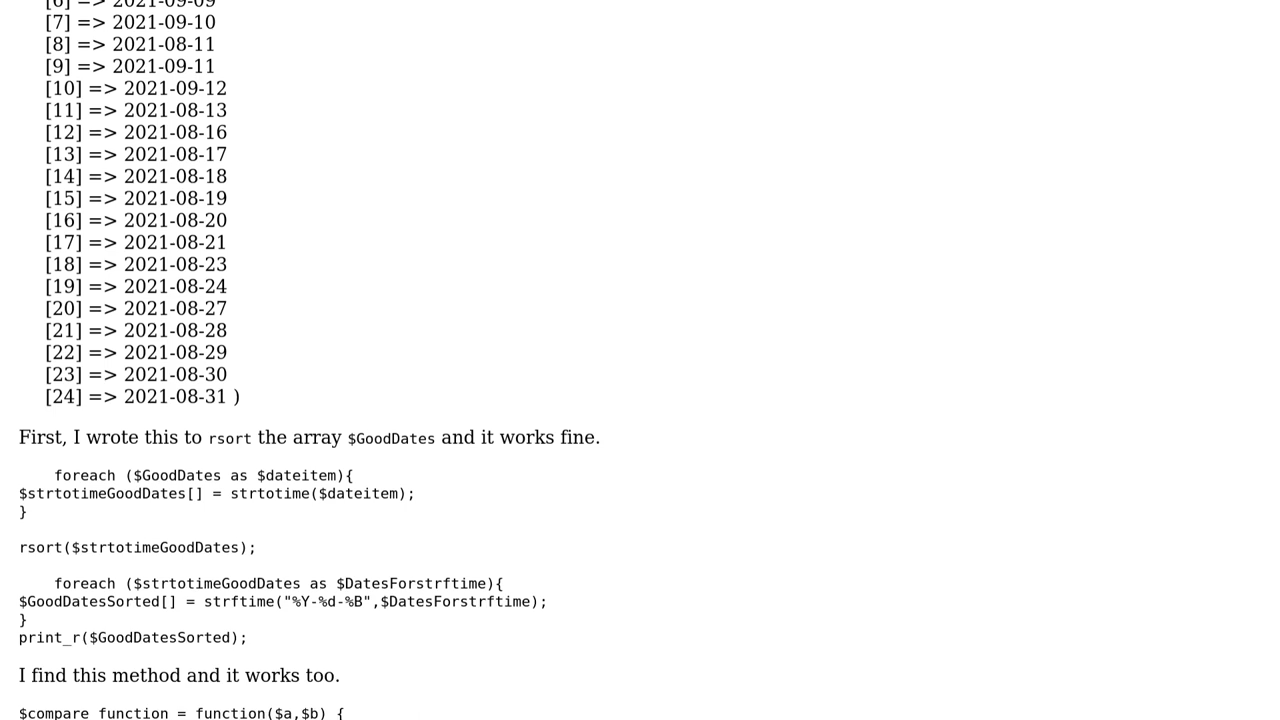 [6] => 2021-09-09
[7] => 2021-09-10
[8] => 2021-08-11
[9] => 2021-09-11
[10] => 2021-09-12
[11] => 2021-08-13
[12] => 2021-08-16
[13] => 2021-08-17
[14] => 2021-08-18
[15] => 2021-08-19
[16] => 2021-08-20
[17] => 2021-08-21
[18] => 2021-08-23
[19] => 2021-08-24
[20] => 2021-08-27
[21] => 2021-08-28
[22] => 2021-08-29
[23] => 2021-08-30
[24] => 2021-08-31 )
First, I wrote this to rsort the array $GoodDates and it works fine.
foreach ($GoodDates as $dateitem){
$strtotimeGoodDates[] = strtotime($dateitem);
}
rsort($strtotimeGoodDates);
foreach ($strtotimeGoodDates as $DatesForstrftime){
$GoodDatesSorted[] = strftime("%Y-%d-%B",$DatesForstrftime);
}
print_r($GoodDatesSorted);
I find this method and it works too.
$compare_function = function($a,$b) {